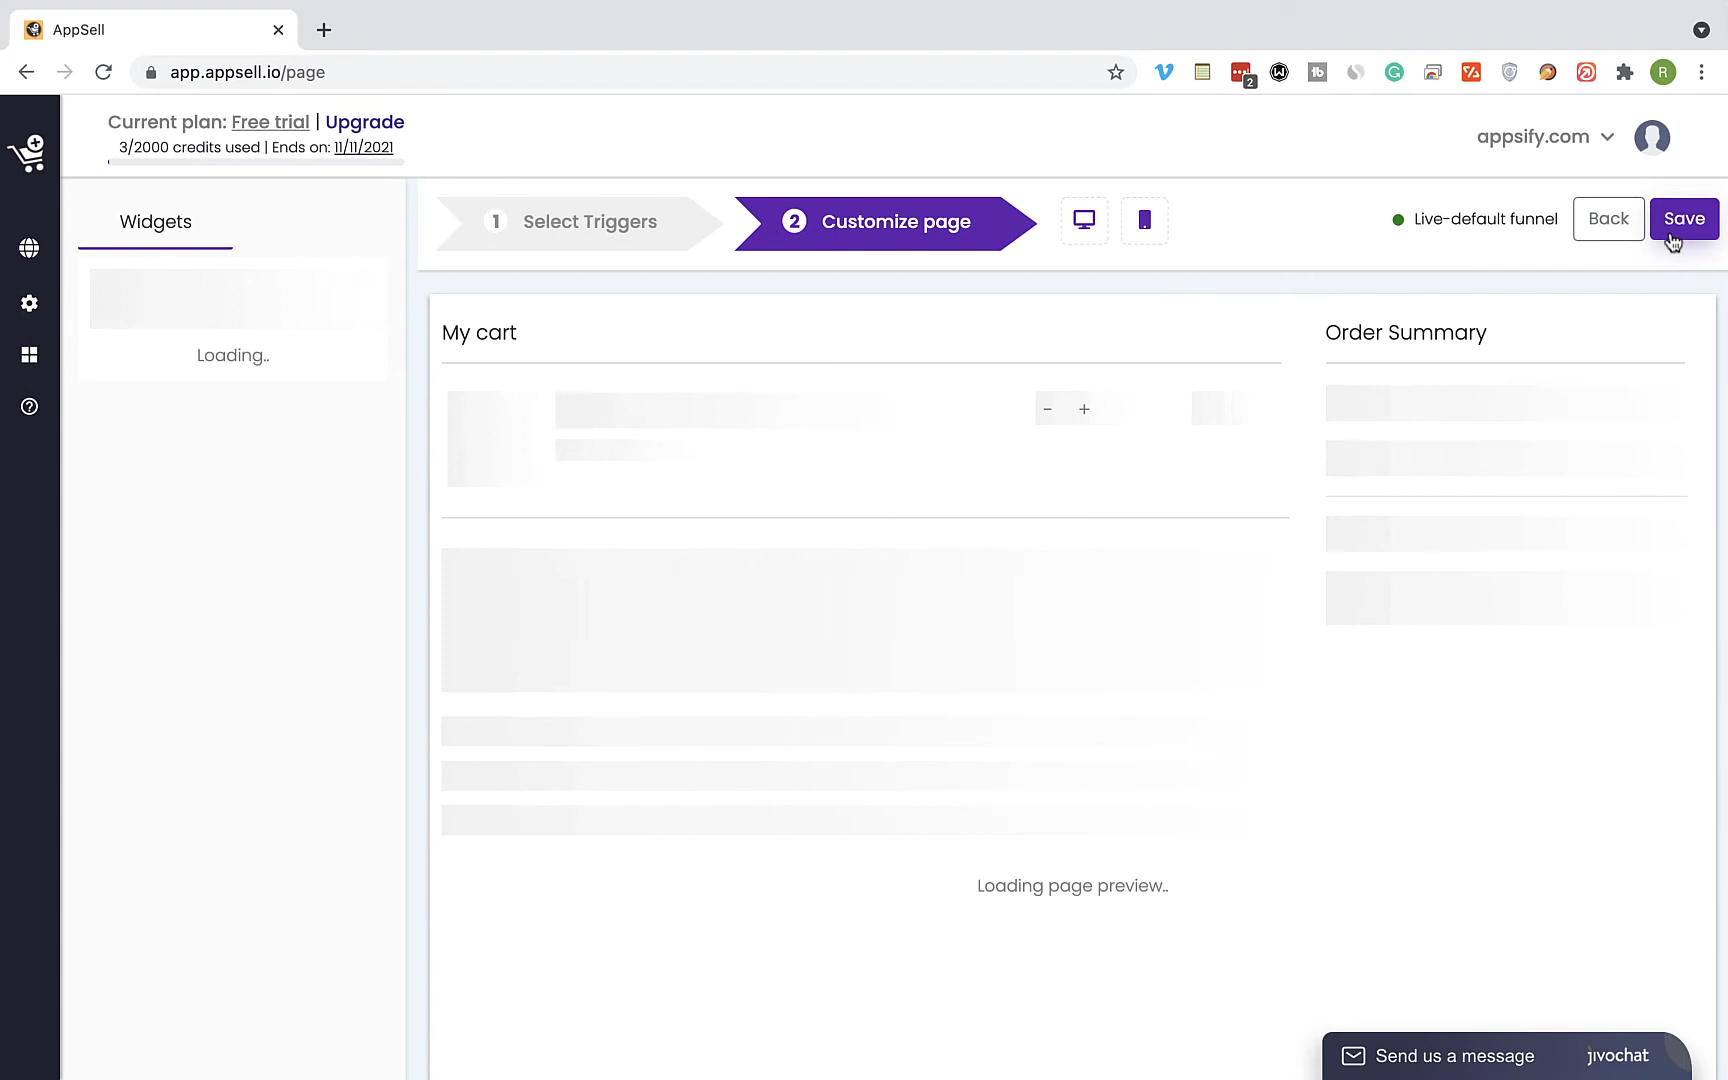 AppSell
app.appsell.io/page
2
R
Current plan: Free trial | Upgrade
3/2000 credits used | Ends on: 11/11/2021
appsify.com
Widgets
1 Select Triggers
2 Customize page
Live-default funnel
Back
Save
Loading..
My cart
Order Summary
- +
Loading page preview..
Send us a message
jivochat